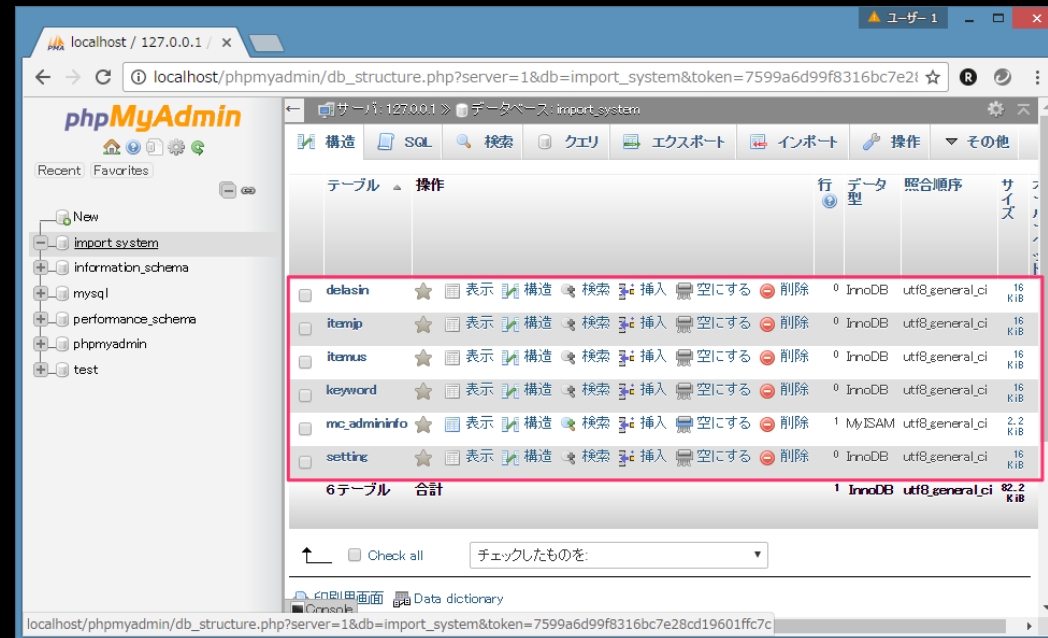 ユーザー 1
localhost / 127.0.0.1 /
localhost/phpmyadmin/db_structure.php?server=1&db=import_system&token=7599a6d99f8316bc7e28
phpMyAdmin
Recent Favorites
New
import system
information_schema
mysql
performance_schema
phpmyadmin
test
サーバ: 127.0.0.1 » データベース: import_system
構造 SQL 検索 クエリ エクスポート インポート 操作 その他
テーブル 操作 行 データ型 照合順序 サイズ
delasin 表示 構造 検索 挿入 空にする 削除 0 InnoDB utf8_general_ci 16 KiB
itemjp 表示 構造 検索 挿入 空にする 削除 0 InnoDB utf8_general_ci 16 KiB
itemus 表示 構造 検索 挿入 空にする 削除 0 InnoDB utf8_general_ci 16 KiB
keyword 表示 構造 検索 挿入 空にする 削除 0 InnoDB utf8_general_ci 16 KiB
mc_admininfo 表示 構造 検索 挿入 空にする 削除 1 MyISAM utf8_general_ci 2.2 KiB
setting 表示 構造 検索 挿入 空にする 削除 0 InnoDB utf8_general_ci 16 KiB
6テーブル 合計 1 InnoDB utf8_general_ci 82.2 KiB
Check all チェックしたものを:
印刷用画面 Data dictionary
Console
localhost/phpmyadmin/db_structure.php?server=1&db=import_system&token=7599a6d99f8316bc7e28cd19601ffc7c